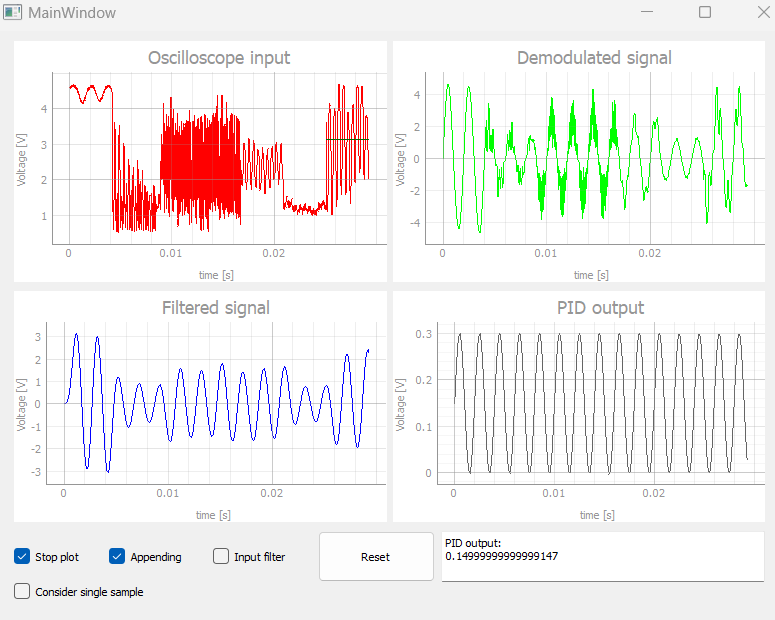 MainWindow
Oscilloscope input
Voltage [V]
4
3
2
1
0
0.01
0.02
time [s]
Demodulated signal
Voltage [V]
4
2
0
-2
-4
0
0.01
0.02
time [s]
Filtered signal
Voltage [V]
3
2
1
0
-1
-2
-3
0
0.01
0.02
time [s]
PID output
Voltage [V]
0.3
0.2
0.1
0
0
0.01
0.02
time [s]
Stop plot
Appending
Input filter
Reset
PID output:
0.14999999999999147
Consider single sample